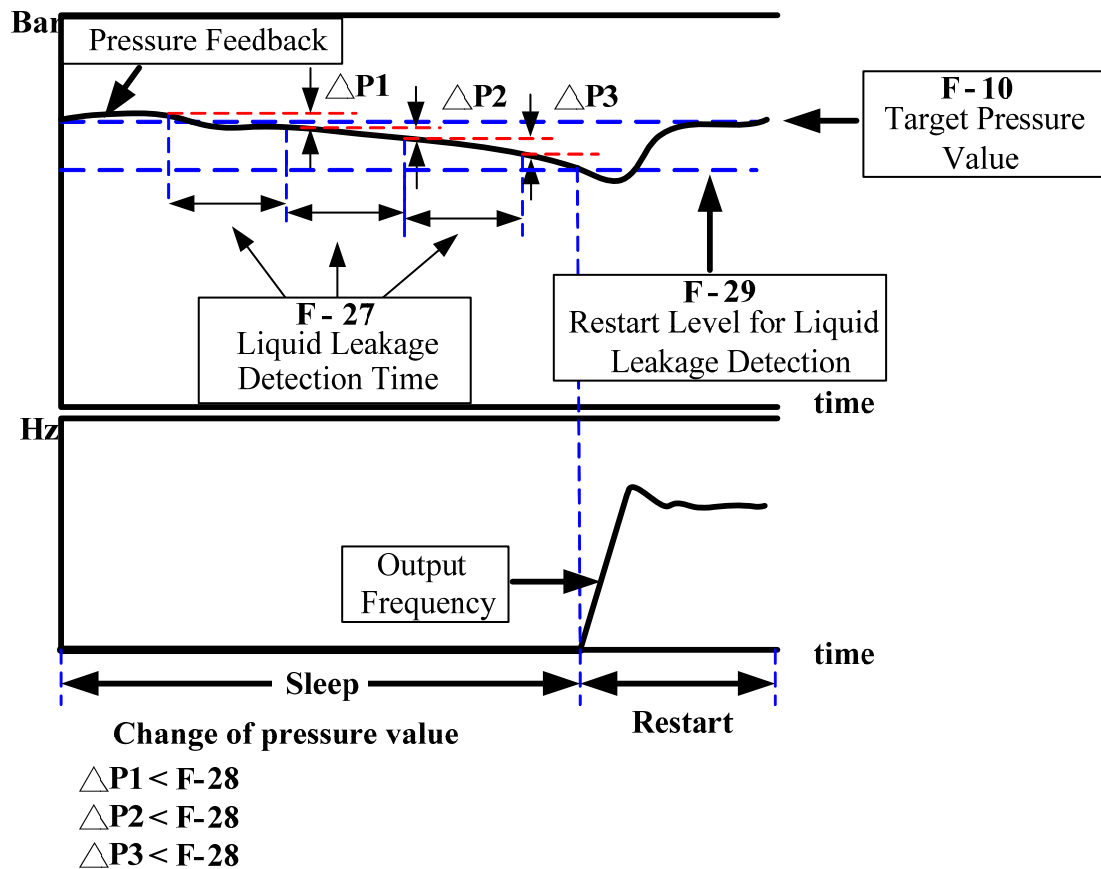 Bar
Pressure Feedback
△P1
△P2
△P3
F-10
Target Pressure
Value
F-27
Liquid Leakage
Detection Time
F-29
Restart Level for Liquid
Leakage Detection
time
Hz
Output
Frequency
time
Sleep
Restart
Change of pressure value
△P1 < F-28
△P2 < F-28
△P3 < F-28